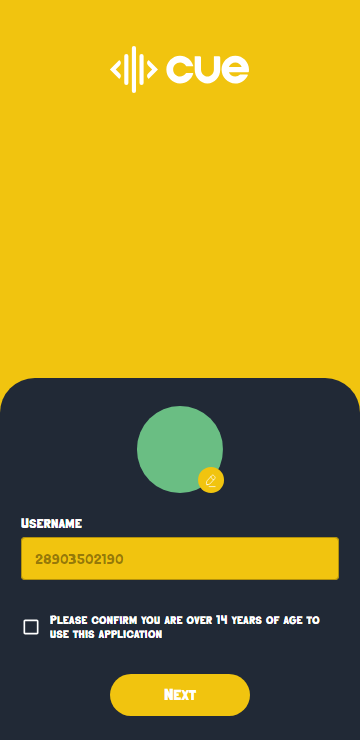 cue
Username
28903502190
Please confirm you are over 14 years of age to
use this application
Next